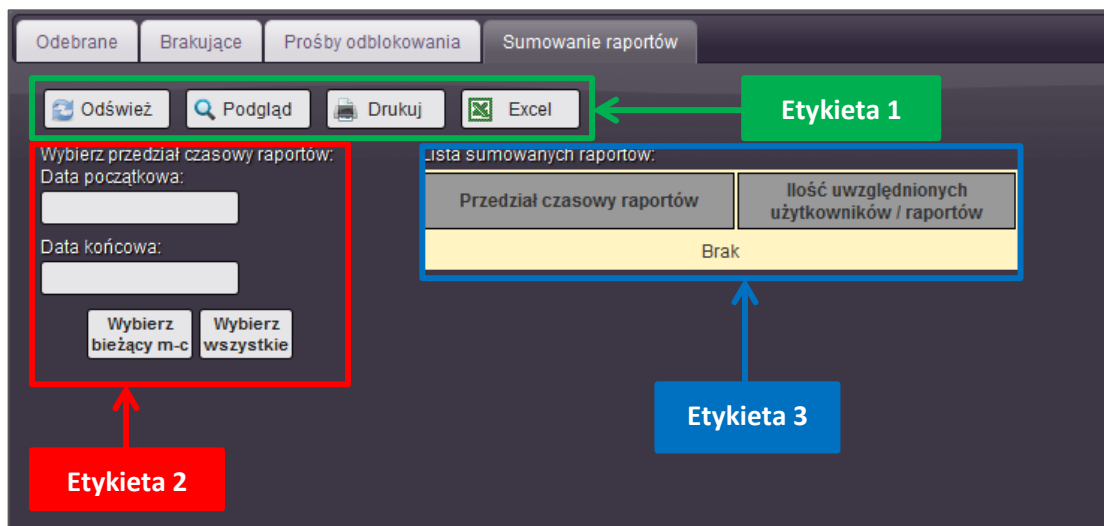 Odebrane Brakujące Prośby odblokowania Sumowanie raportów
Odśwież Podgląd Drukuj Excel
Etykieta 1
Wybierz przedział czasowy raportów:
Data początkowa:
Data końcowa:
Wybierz
bieżący m-c
Wybierz
wszystkie
Lista sumowanych raportów:
Przedział czasowy raportów
Ilość uwzględnionych
użytkowników / raportów
Brak
Etykieta 3
Etykieta 2